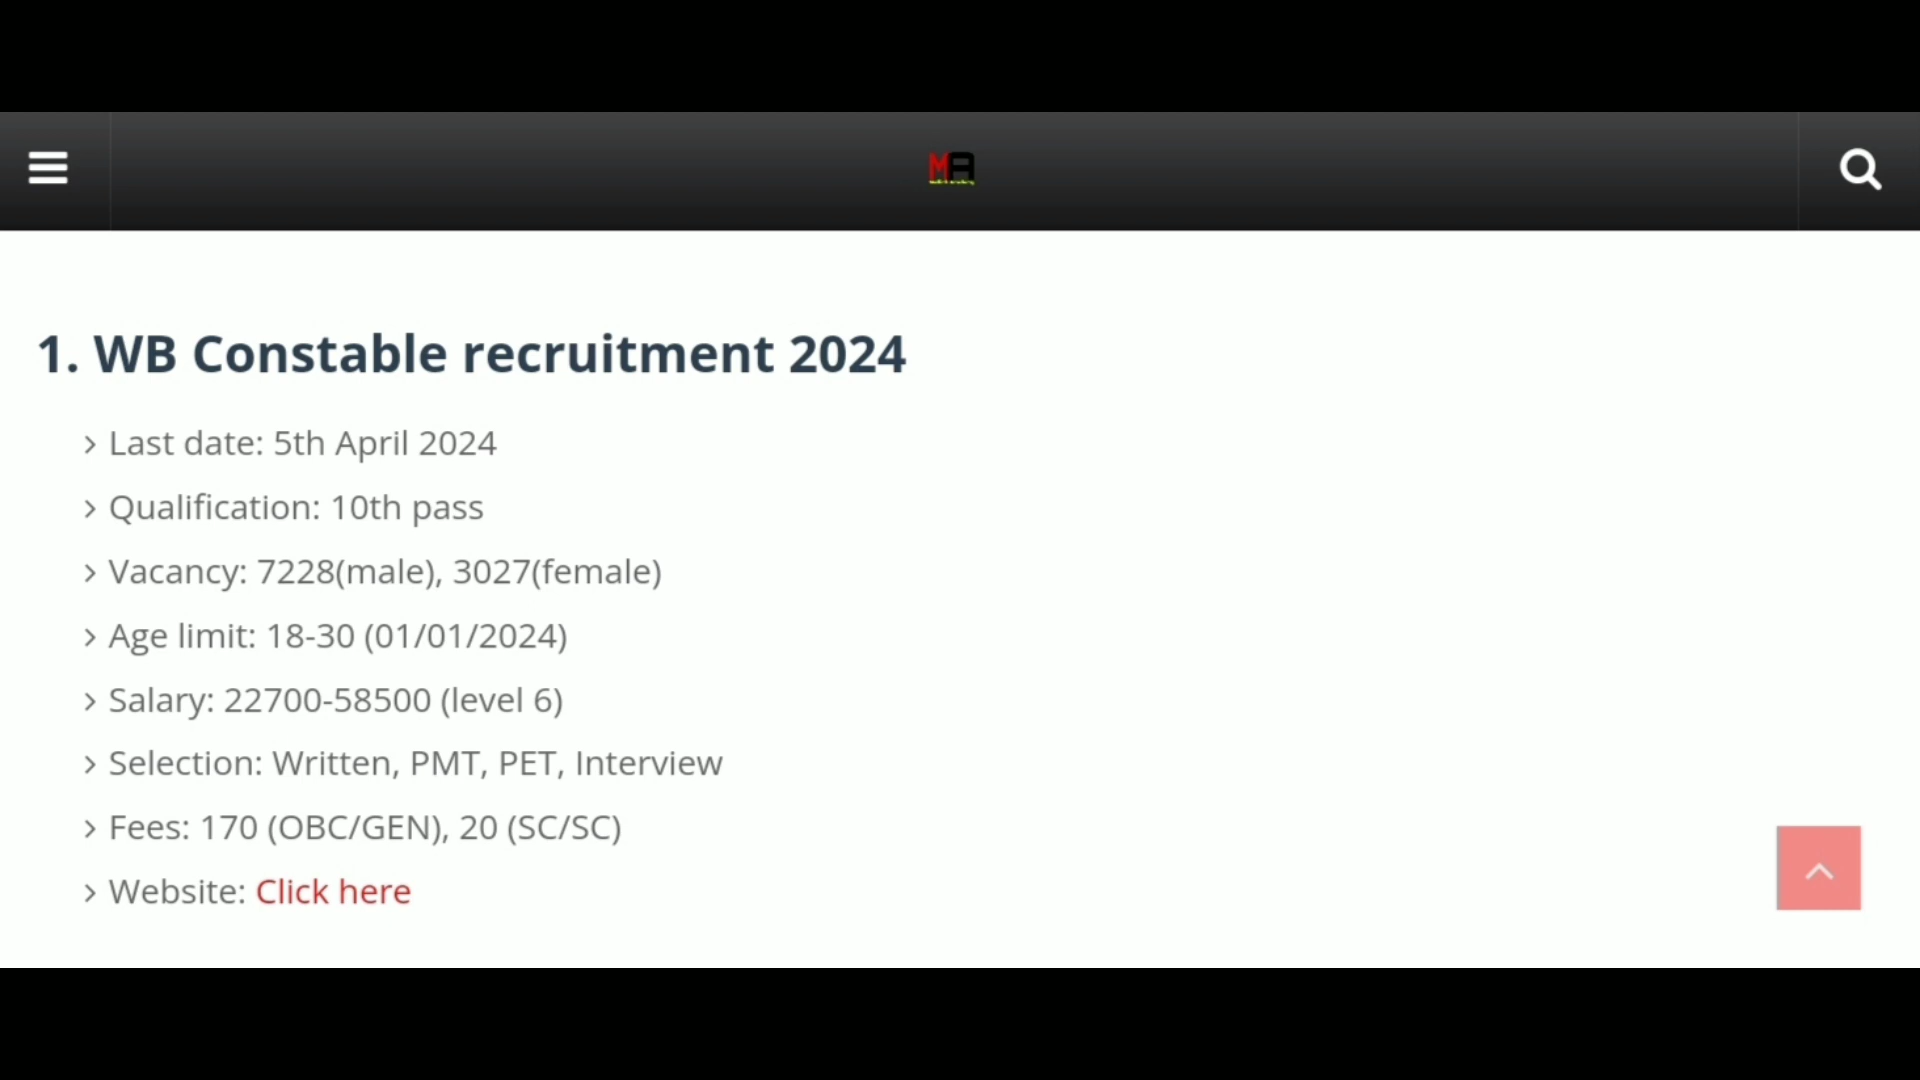 MA
1. WB Constable recruitment 2024
Last date: 5th April 2024
Qualification: 10th pass
Vacancy: 7228(male), 3027(female)
Age limit: 18-30 (01/01/2024)
Salary: 22700-58500 (level 6)
Selection: Written, PMT, PET, Interview
Fees: 170 (OBC/GEN), 20 (SC/SC)
Website: Click here